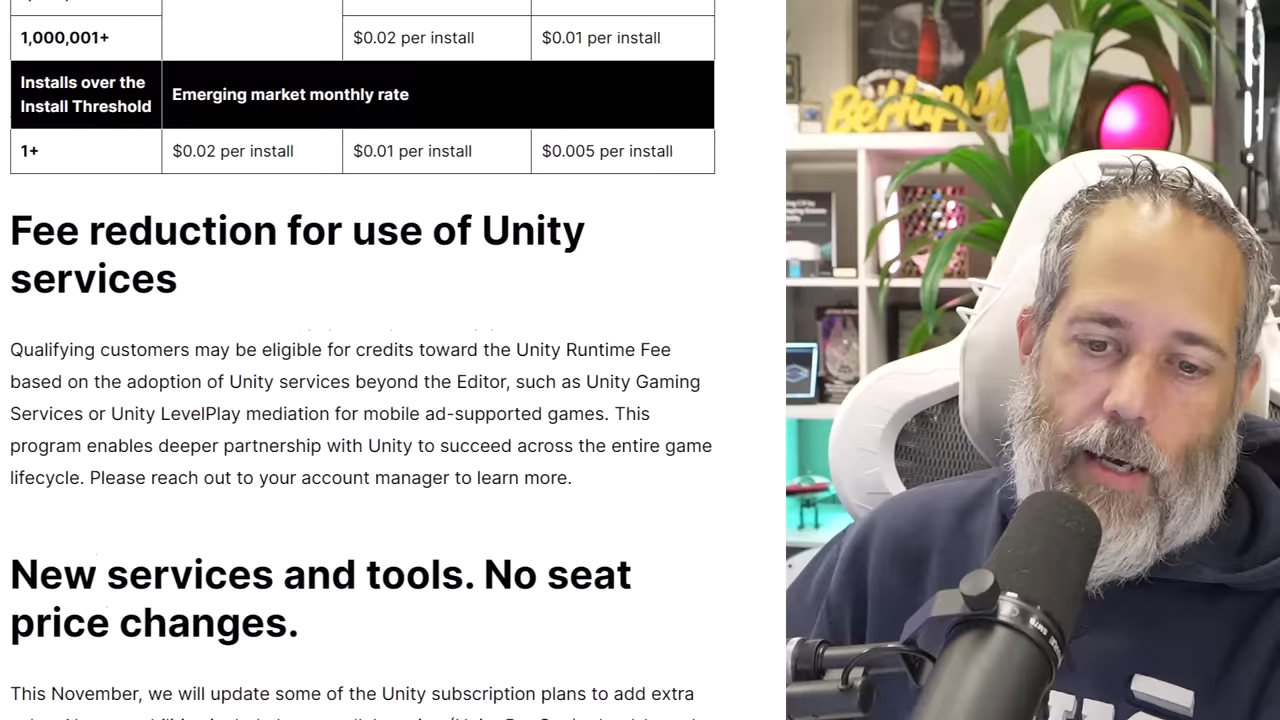 1,000,001+ $0.02 per install $0.01 per install
Installs over the
Install Threshold
Emerging market monthly rate
1+ $0.02 per install $0.01 per install $0.005 per install
Fee reduction for use of Unity
services
Qualifying customers may be eligible for credits toward the Unity Runtime Fee
based on the adoption of Unity services beyond the Editor, such as Unity Gaming
Services or Unity LevelPlay mediation for mobile ad-supported games. This
program enables deeper partnership with Unity to succeed across the entire game
lifecycle. Please reach out to your account manager to learn more.
New services and tools. No seat
price changes.
This November, we will update some of the Unity subscription plans to add extra
Be Happy
SM7B